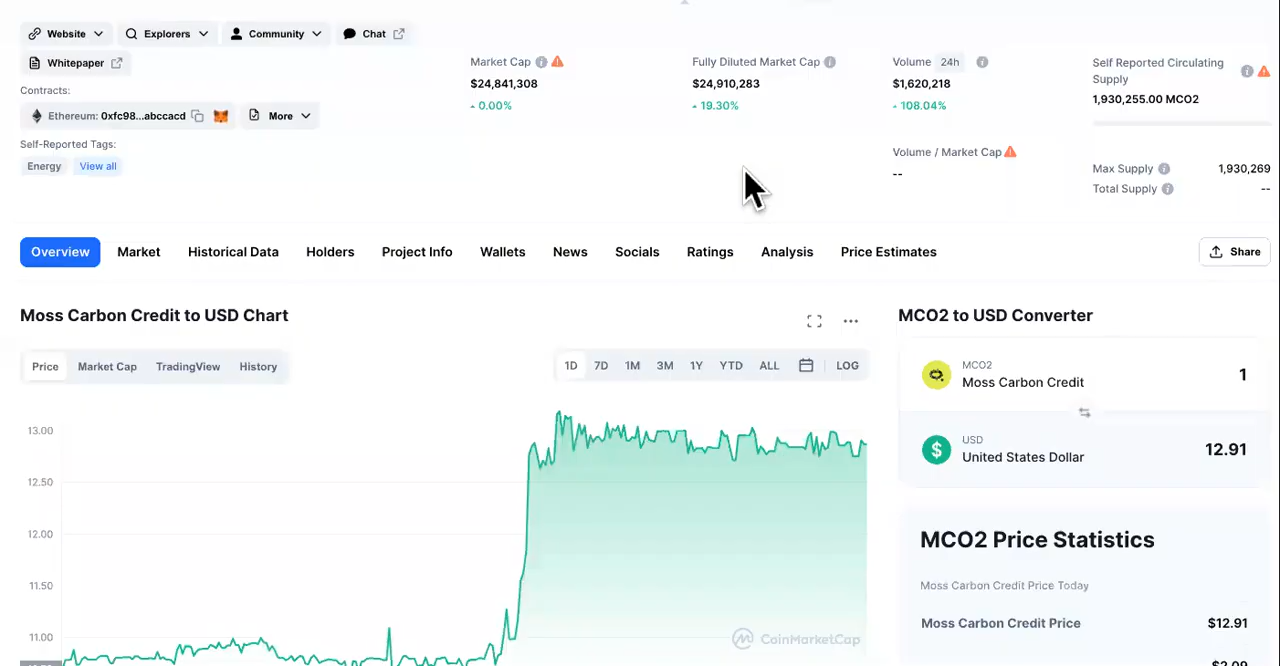 Website Explorers Community Chat
Whitepaper
Contracts:
Ethereum: 0xfc98...abccacd More
Self-Reported Tags:
Energy View all
Market Cap
$24,841,308
0.00%
Fully Diluted Market Cap
$24,910,283
19.30%
Volume 24h
$1,620,218
108.04%
Volume / Market Cap
--
Self Reported Circulating
Supply
1,930,255.00 MCO2
Max Supply 1,930,269
Total Supply --
Overview Market Historical Data Holders Project Info Wallets News Socials Ratings Analysis Price Estimates Share
Moss Carbon Credit to USD Chart
Price Market Cap TradingView History
1D 7D 1M 3M 1Y YTD ALL LOG
13.00
12.50
12.00
11.50
11.00
CoinMarketCap
MCO2 to USD Converter
MCO2
Moss Carbon Credit 1
USD
United States Dollar 12.91
MCO2 Price Statistics
Moss Carbon Credit Price Today
Moss Carbon Credit Price $12.91